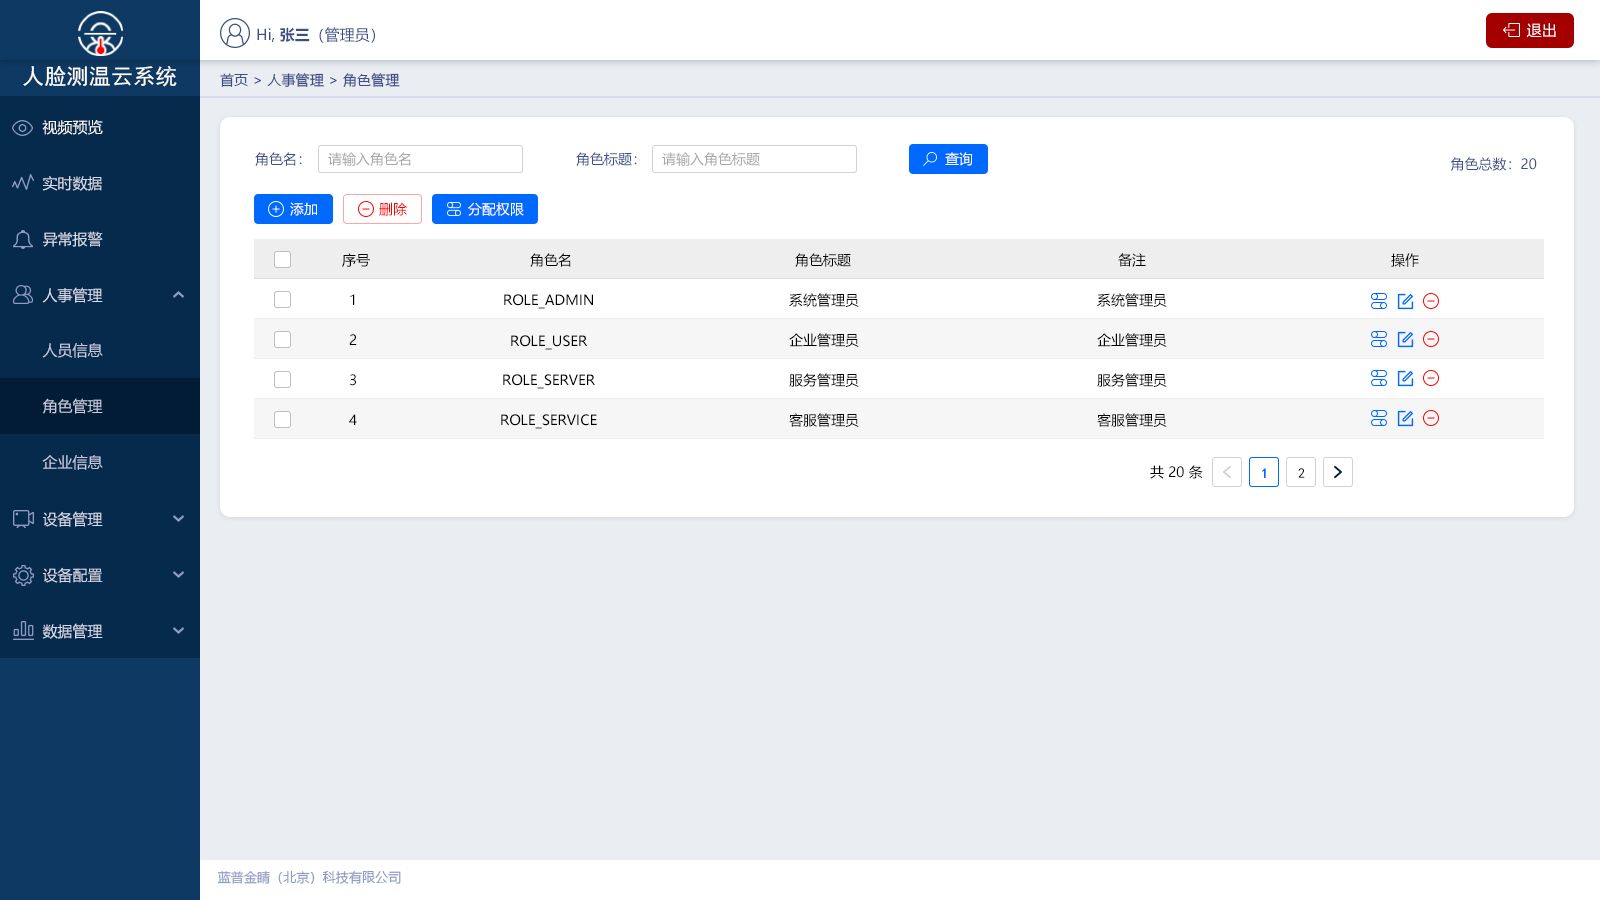 人脸测温云系统
Hi, 张三（管理员）
退出
首页 > 人事管理 > 角色管理
视频预览
实时数据
异常报警
人事管理
人员信息
角色管理
企业信息
设备管理
设备配置
数据管理
角色名： 请输入角色名 角色标题： 请输入角色标题 查询 角色总数：20
添加 删除 分配权限
序号 角色名 角色标题 备注 操作
1 ROLE_ADMIN 系统管理员 系统管理员
2 ROLE_USER 企业管理员 企业管理员
3 ROLE_SERVER 服务管理员 服务管理员
4 ROLE_SERVICE 客服管理员 客服管理员
共 20 条 < 1 2 >
蓝普金睛（北京）科技有限公司